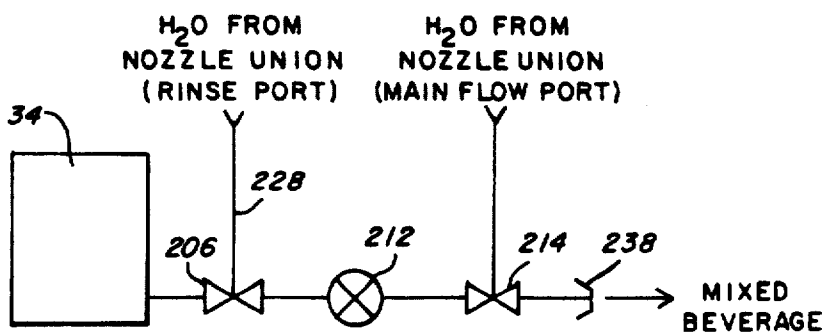 H₂O FROM
NOZZLE UNION
(RINSE PORT)
H₂O FROM
NOZZLE UNION
(MAIN FLOW PORT)
34
228
206
212
214
238
MIXED
BEVERAGE